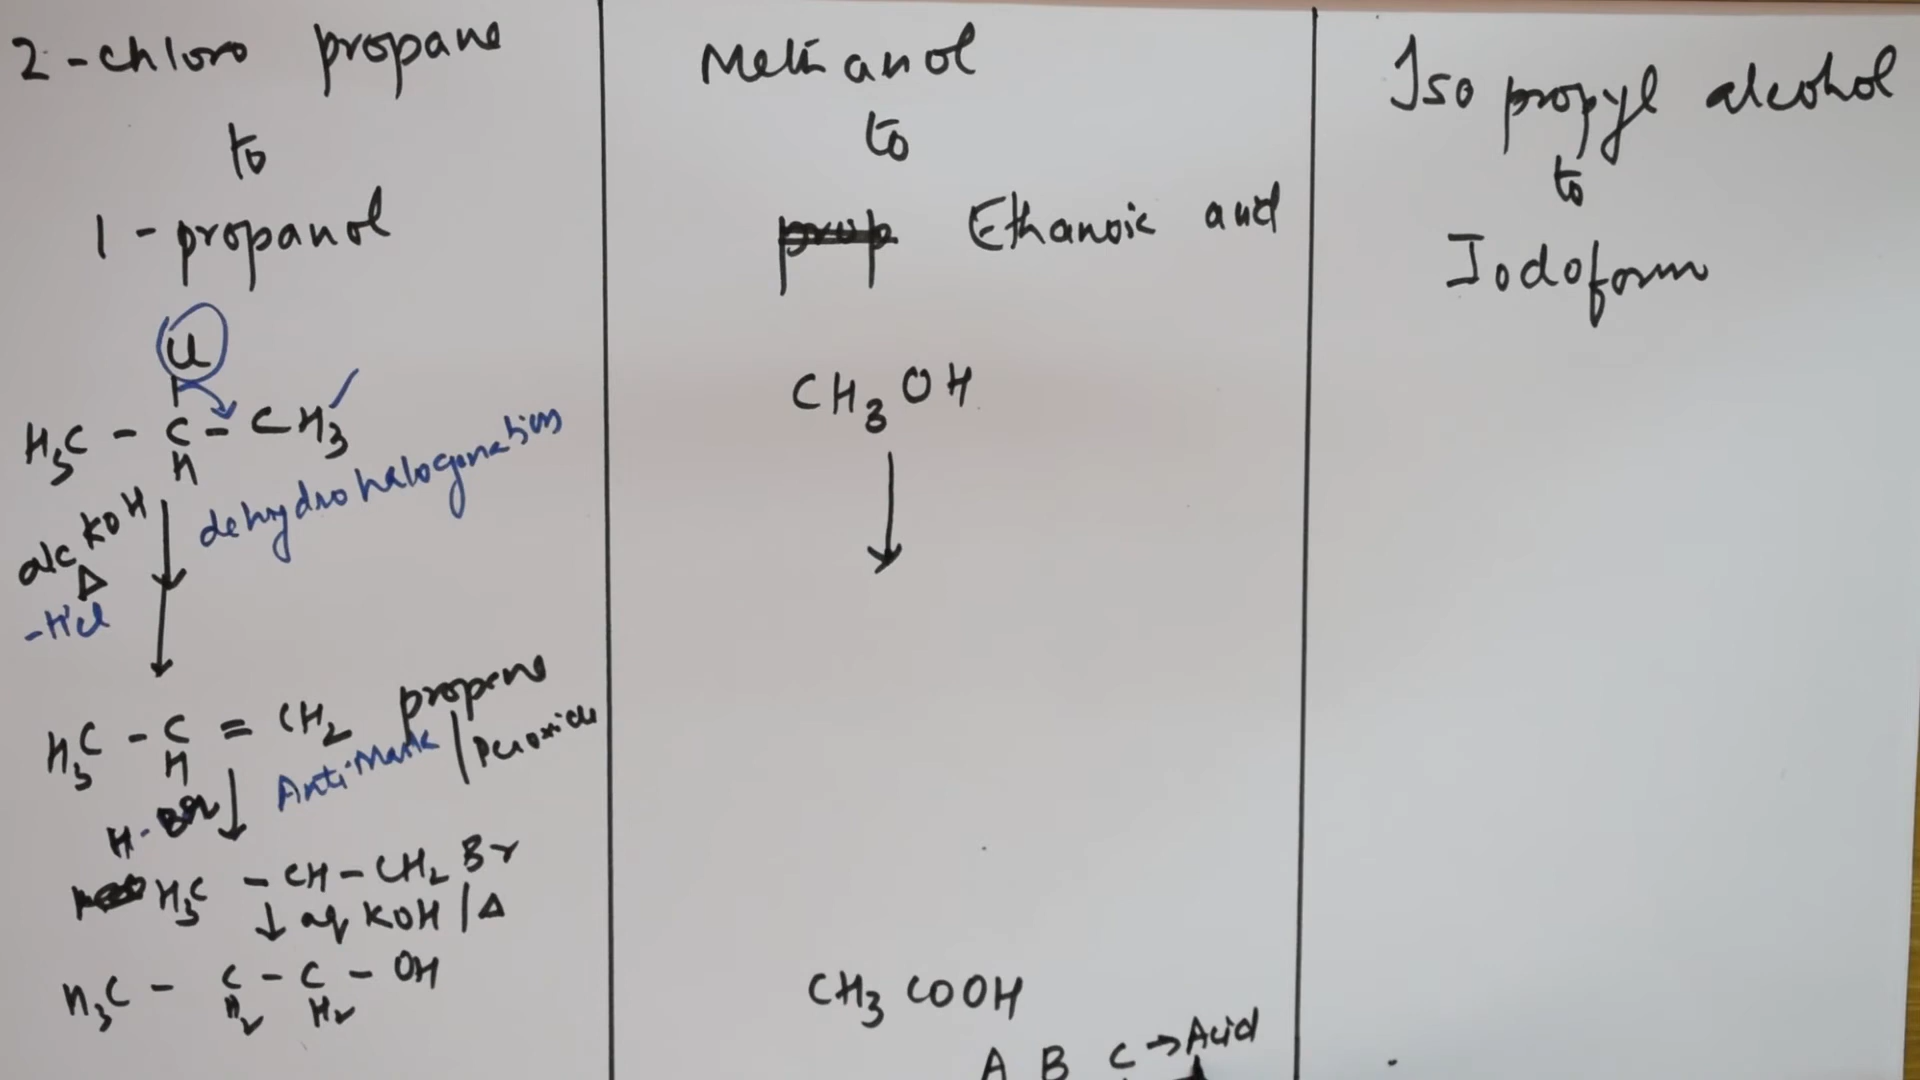 2-chloro propane
to
1-propanol
Cl
H3C - C - CH3
H
alc KOH
Δ
-HCl
dehydrohalogenation
H3C - C = CH2 propene
H
H-Br
Anti Mark / Peroxide
H3C - CH - CH2 Br
↓ aq KOH / Δ
H3C - C - C - OH
H2 H2
Methanol
to
Ethanoic acid
CH3OH
CH3COOH
A B C → Acid
Iso propyl alcohol
to
Iodoform